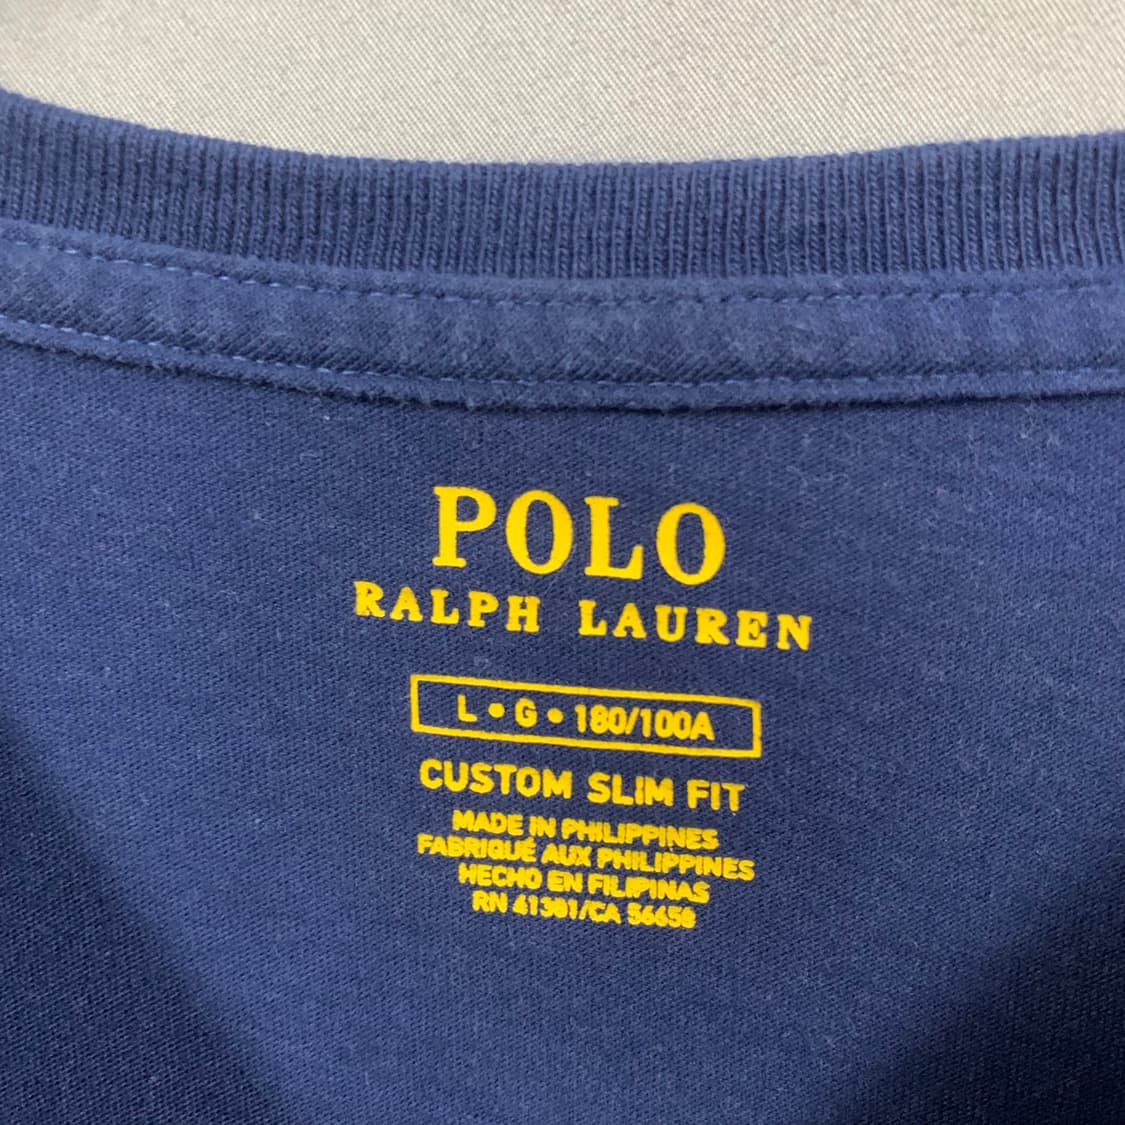 POLO
RALPH LAUREN
L • G • 180/100A
CUSTOM SLIM FIT
MADE IN PHILIPPINES
FABRIQUÉ AUX PHILIPPINES
HECHO EN FILIPINAS
RN 41381/CA 56650